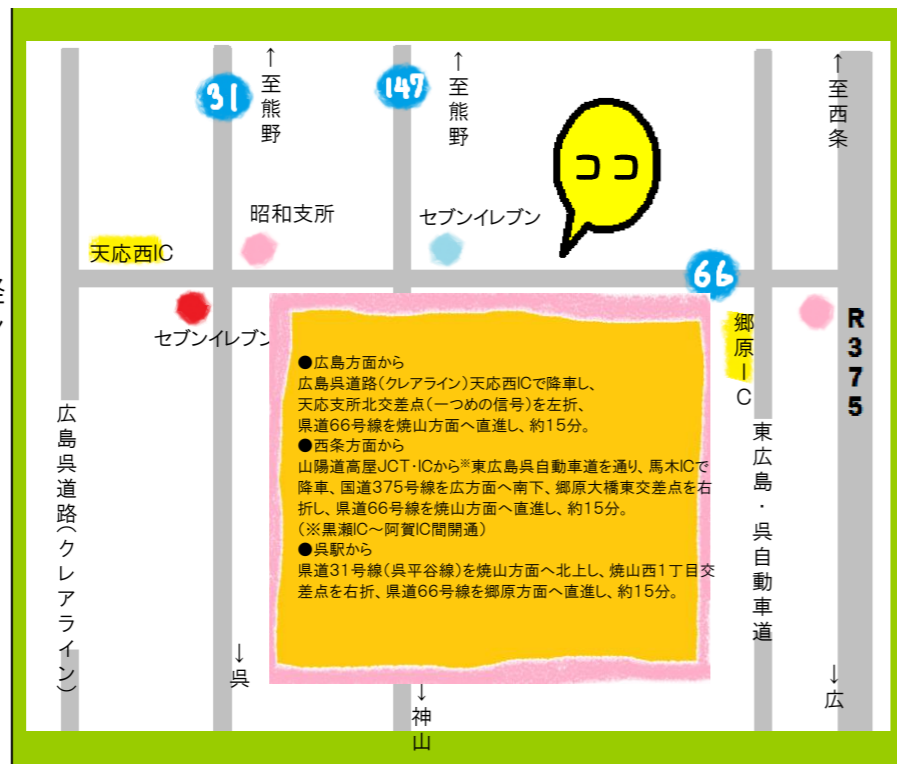 ↑至熊野
31
↑至熊野
147
↑至西条
ココ
昭和支所
セブンイレブン
天応西IC
66
セブンイレブン
郷原IC
R375
●広島方面から
広島呉道路(クレアライン)天応西ICで降車し、
天応支所北交差点(一つめの信号)を左折、
県道66号線を焼山方面へ直進し、約15分。
●西条方面から
山陽道高屋JCT・ICから※東広島呉自動車道を通り、馬木ICで
降車、国道375号線を広方面へ南下、郷原大橋東交差点を右
折し、県道66号線を焼山方面へ直進し、約15分。
(※黒瀬IC～阿賀IC間開通)
●呉駅から
県道31号線(呉平谷線)を焼山方面へ北上し、焼山西1丁目交
差点を右折、県道66号線を郷原方面へ直進し、約15分。
広島呉道路(クレアライン)
東広島・呉自動車道
↓呉
↓神山
↓広